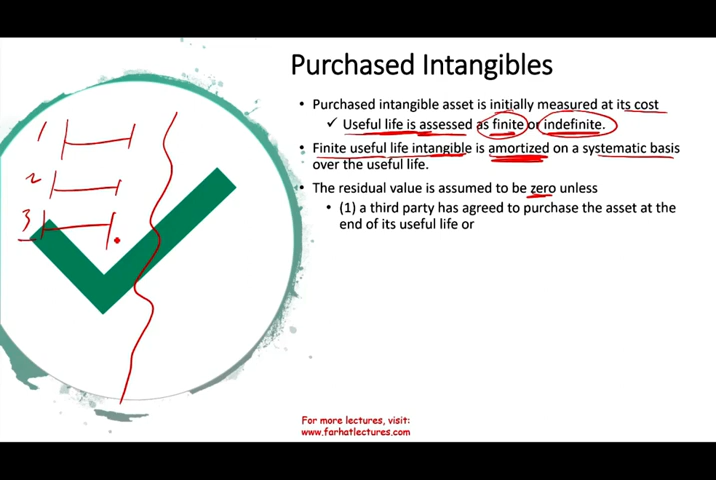 Purchased Intangibles
• Purchased intangible asset is initially measured at its cost
✓ Useful life is assessed as finite or indefinite.
• Finite useful life intangible is amortized on a systematic basis
over the useful life.
• The residual value is assumed to be zero unless
• (1) a third party has agreed to purchase the asset at the
end of its useful life or
1
2
3
For more lectures, visit:
www.farhatlectures.com